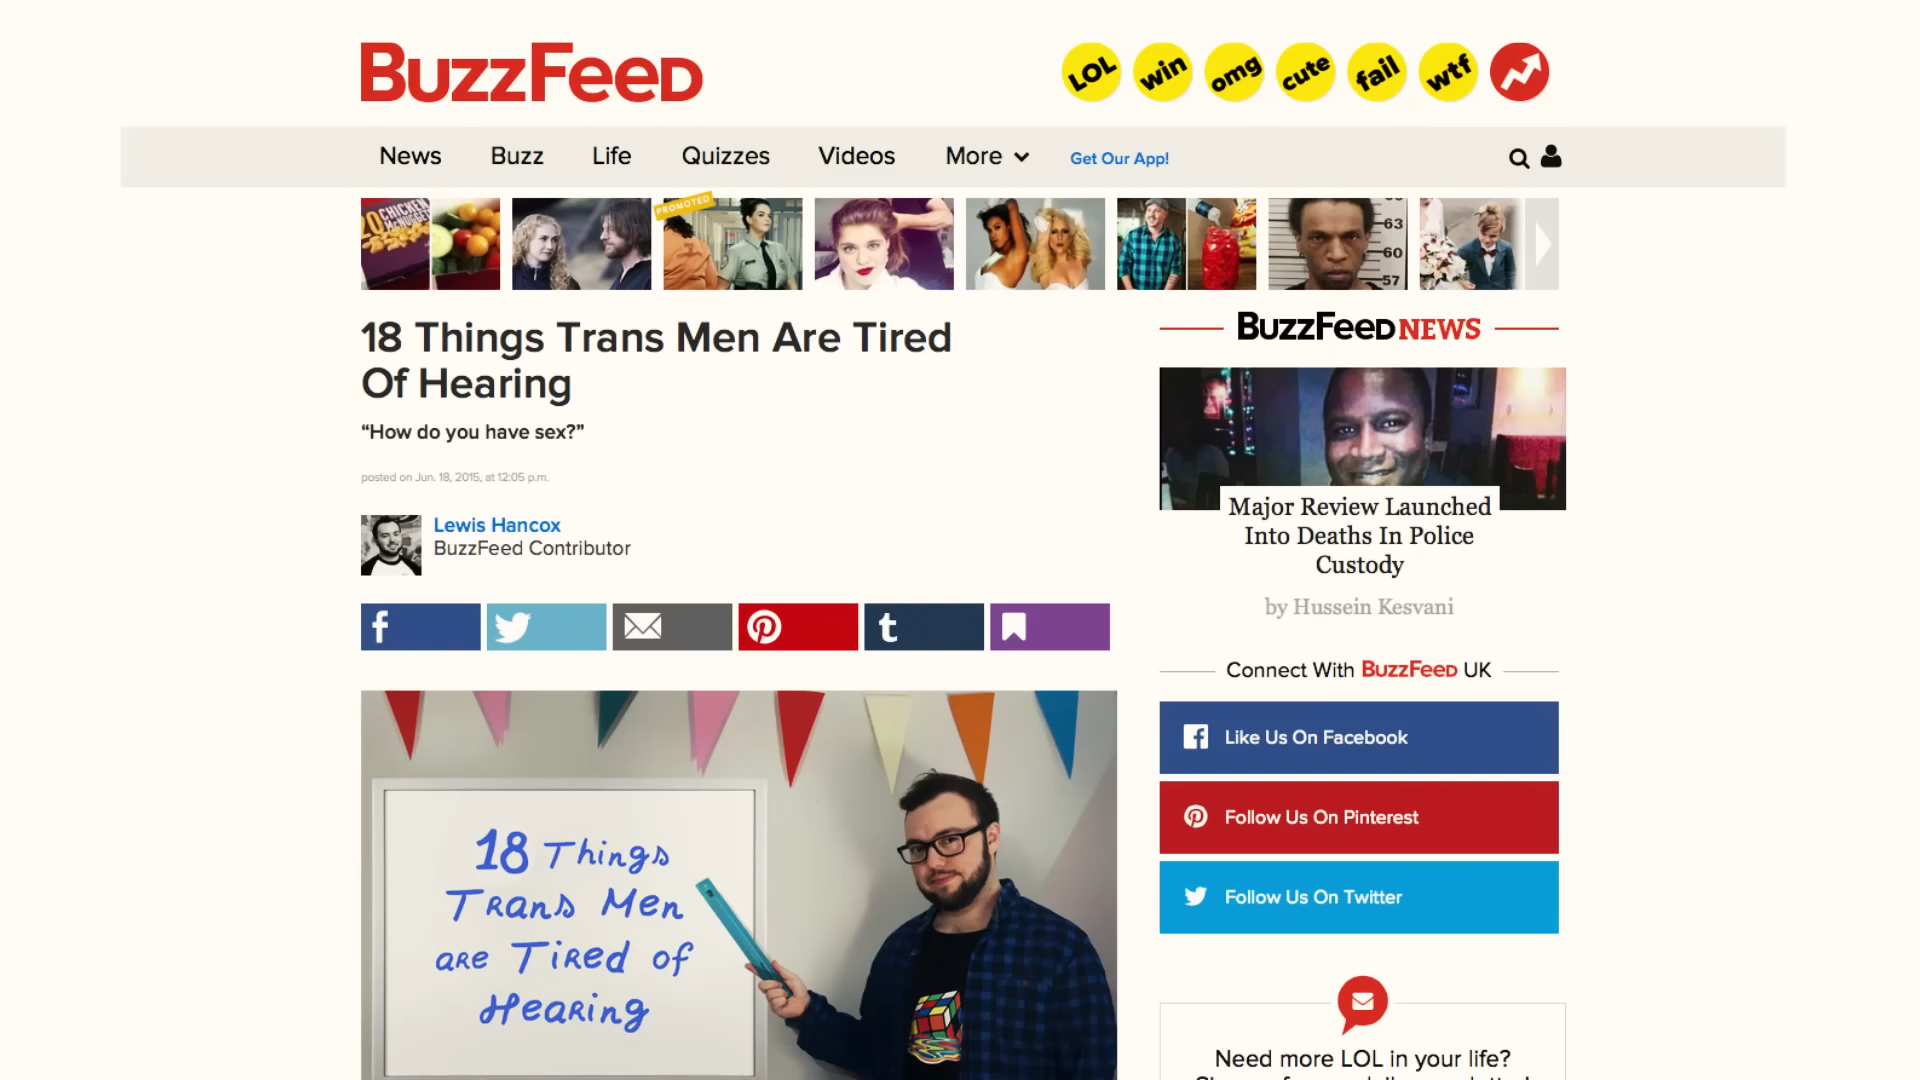 BuzzFeed
LOL
win
omg
cute
fail
wtf
News
Buzz
Life
Quizzes
Videos
More
Get Our App!
20 CHICKEN
PROMOTED
63
60
57
18 Things Trans Men Are Tired
Of Hearing
“How do you have sex?”
posted on Jun. 18, 2015, at 12:05 p.m.
Lewis Hancox
BuzzFeed Contributor
18 Things
Trans Men
are Tired of
Hearing
BuzzFeed NEWS
Major Review Launched
Into Deaths In Police
Custody
by Hussein Kesvani
Connect With BuzzFeed UK
Like Us On Facebook
Follow Us On Pinterest
Follow Us On Twitter
Need more LOL in your life?